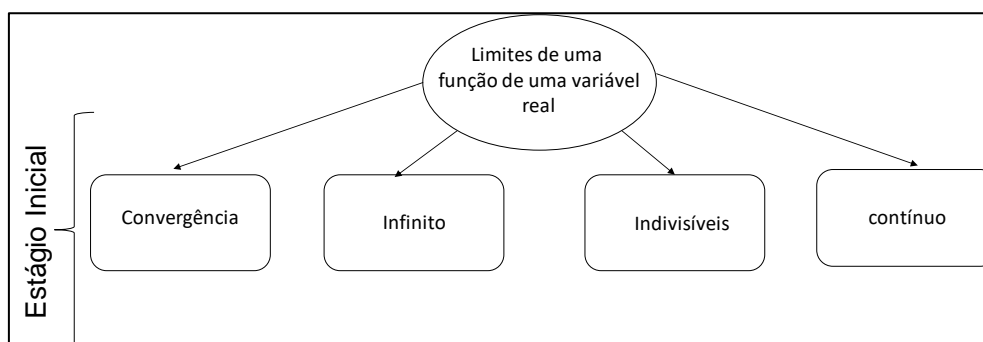 Limites de uma
função de uma variável
real
Estágio Inicial
Convergência
Infinito
Indivisíveis
contínuo